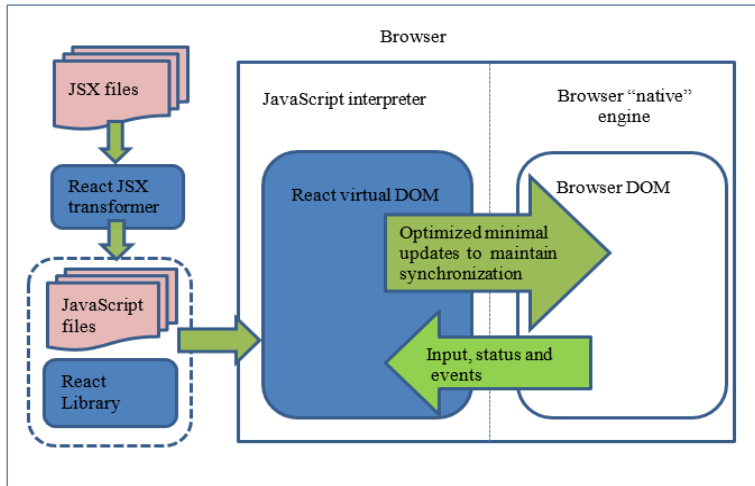 Browser
JSX files
JavaScript interpreter
Browser “native”
engine
React JSX
transformer
React virtual DOM
Browser DOM
Optimized minimal
updates to maintain
synchronization
JavaScript
files
Input, status and
events
React
Library